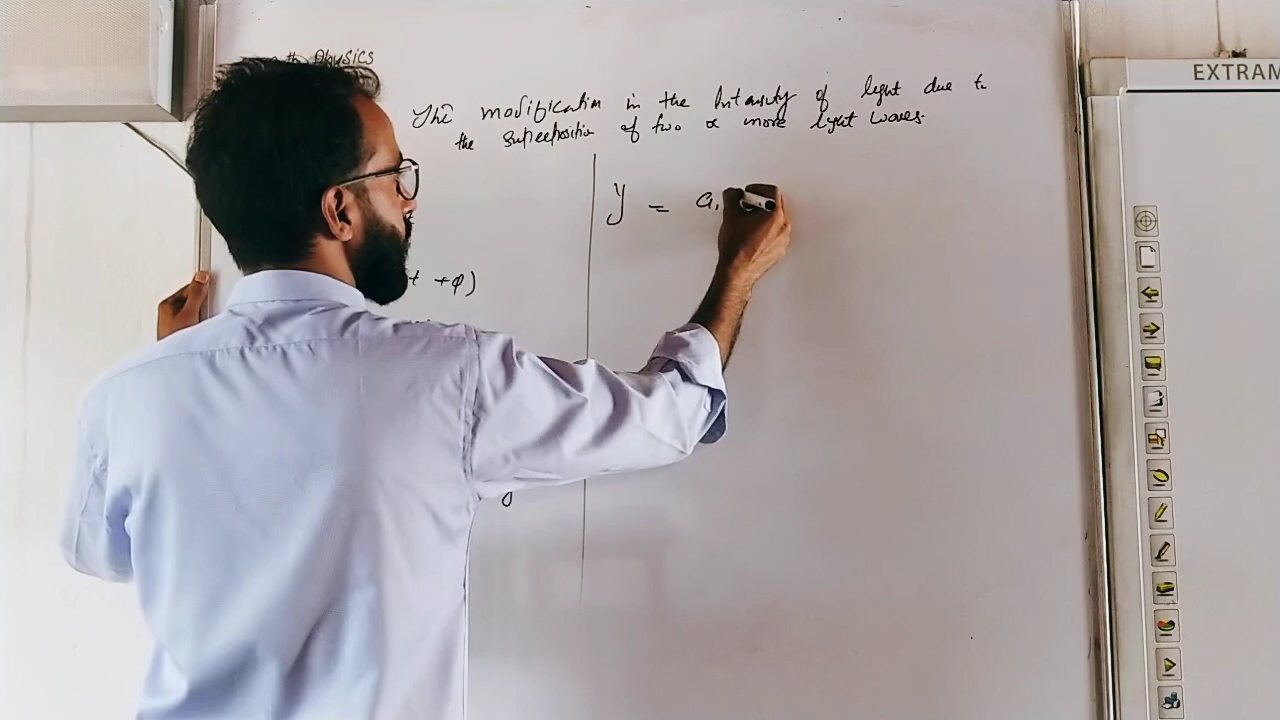 Physics
The modification in the Intensity of light due to
the superposition of two or more light waves.
y = a1
+ φ)
EXTRAM